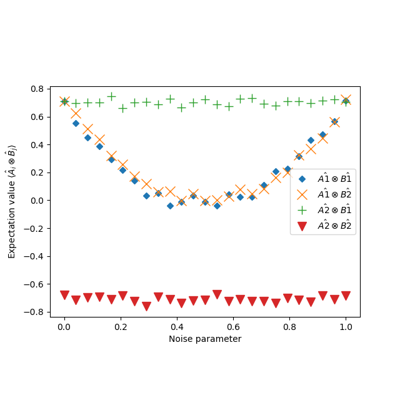 0.8
0.6
0.4
0.2
0.0
−0.2
−0.4
−0.6
−0.8
Expectation value ⟨Â_i ⊗ B̂_j⟩
Â1 ⊗ B̂1
Â1 ⊗ B̂2
Â2 ⊗ B̂1
Â2 ⊗ B̂2
0.0 0.2 0.4 0.6 0.8 1.0
Noise parameter